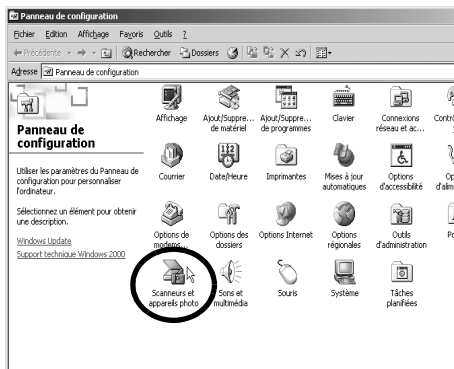 Panneau de configuration
Fichier Edition Affichage Favoris Outils ?
Précédente Rechercher Dossiers
Adresse Panneau de configuration
Panneau de configuration
Utiliser les paramètres du Panneau de
configuration pour personnaliser
l'ordinateur.
Sélectionnez un élément pour obtenir
une description.
Windows Update
Support technique Windows 2000
Affichage
Ajout/Suppre...
de matériel
Ajout/Suppre...
de programmes
Clavier
Connexions
réseau et ac...
Contrô
Courrier
Date/Heure
Imprimantes
Mises à jour
automatiques
Options
d'accessibilité
Op
d'alim
Options de
modems...
Options des
dossiers
Options Internet
Options
régionales
Outils
d'administration
Po
Scanneurs et
appareils photo
Sons et
multimédia
Souris
Système
Tâches
planifiées